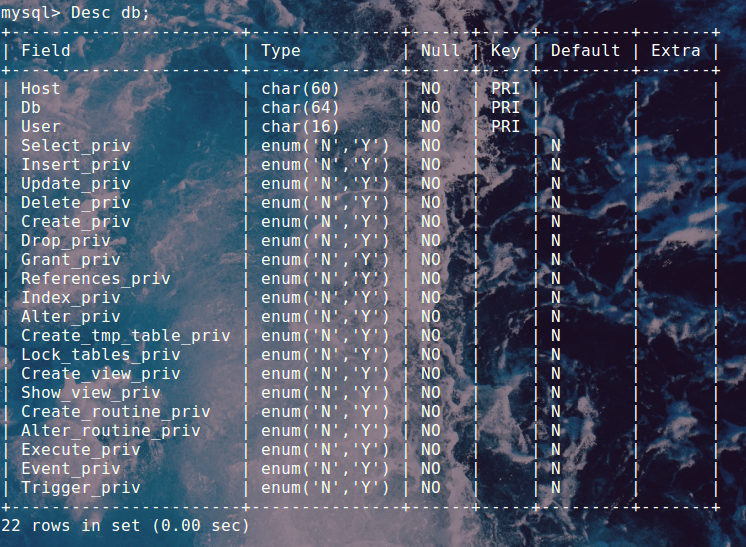 mysql> Desc db;
+-----------------------+---------------+------+-----+---------+-------+
| Field                 | Type          | Null | Key | Default | Extra |
+-----------------------+---------------+------+-----+---------+-------+
| Host                  | char(60)      | NO   | PRI |         |       |
| Db                    | char(64)      | NO   | PRI |         |       |
| User                  | char(16)      | NO   | PRI |         |       |
| Select_priv           | enum('N','Y') | NO   |     | N       |       |
| Insert_priv           | enum('N','Y') | NO   |     | N       |       |
| Update_priv           | enum('N','Y') | NO   |     | N       |       |
| Delete_priv           | enum('N','Y') | NO   |     | N       |       |
| Create_priv           | enum('N','Y') | NO   |     | N       |       |
| Drop_priv             | enum('N','Y') | NO   |     | N       |       |
| Grant_priv            | enum('N','Y') | NO   |     | N       |       |
| References_priv       | enum('N','Y') | NO   |     | N       |       |
| Index_priv            | enum('N','Y') | NO   |     | N       |       |
| Alter_priv            | enum('N','Y') | NO   |     | N       |       |
| Create_tmp_table_priv | enum('N','Y') | NO   |     | N       |       |
| Lock_tables_priv      | enum('N','Y') | NO   |     | N       |       |
| Create_view_priv      | enum('N','Y') | NO   |     | N       |       |
| Show_view_priv        | enum('N','Y') | NO   |     | N       |       |
| Create_routine_priv   | enum('N','Y') | NO   |     | N       |       |
| Alter_routine_priv    | enum('N','Y') | NO   |     | N       |       |
| Execute_priv          | enum('N','Y') | NO   |     | N       |       |
| Event_priv            | enum('N','Y') | NO   |     | N       |       |
| Trigger_priv          | enum('N','Y') | NO   |     | N       |       |
+-----------------------+---------------+------+-----+---------+-------+
22 rows in set (0.00 sec)